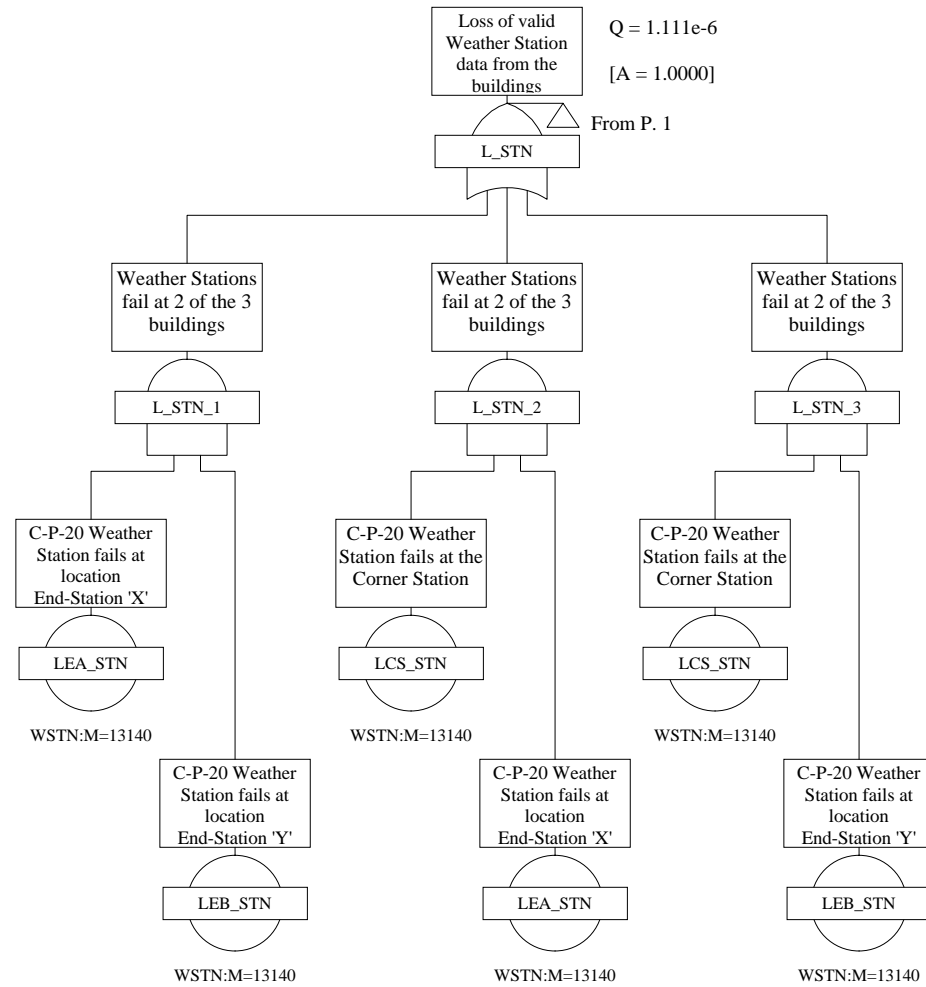 Loss of valid
Weather Station
data from the
buildings
Q = 1.111e-6
[A = 1.0000]
From P. 1
L_STN
Weather Stations
fail at 2 of the 3
buildings
L_STN_1
Weather Stations
fail at 2 of the 3
buildings
L_STN_2
Weather Stations
fail at 2 of the 3
buildings
L_STN_3
C-P-20 Weather
Station fails at
location
End-Station 'X'
LEA_STN
WSTN:M=13140
C-P-20 Weather
Station fails at the
Corner Station
LCS_STN
WSTN:M=13140
C-P-20 Weather
Station fails at the
Corner Station
LCS_STN
WSTN:M=13140
C-P-20 Weather
Station fails at
location
End-Station 'Y'
LEB_STN
WSTN:M=13140
C-P-20 Weather
Station fails at
location
End-Station 'X'
LEA_STN
WSTN:M=13140
C-P-20 Weather
Station fails at
location
End-Station 'Y'
LEB_STN
WSTN:M=13140